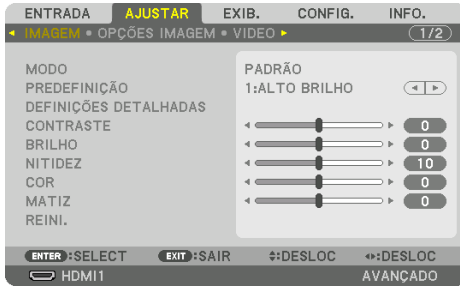 ENTRADA AJUSTAR EXIB. CONFIG. INFO.
IMAGEM • OPÇÕES IMAGEM • VIDEO (1/2)
MODO PADRÃO
PREDEFINIÇÃO 1:ALTO BRILHO
DEFINIÇÕES DETALHADAS
CONTRASTE 0
BRILHO 0
NITIDEZ 10
COR 0
MATIZ 0
REINI.
ENTER :SELECT EXIT :SAIR :DESLOC :DESLOC
HDMI1 AVANÇADO